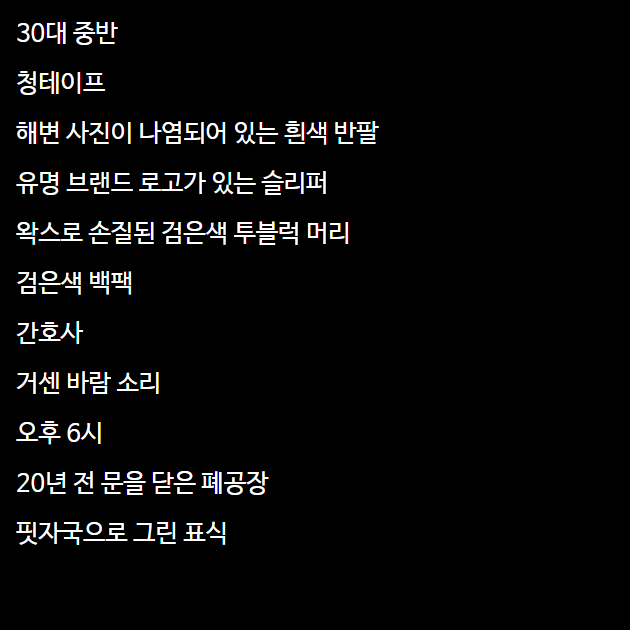 30대 중반
청테이프
해변 사진이 나염되어 있는 흰색 반팔
유명 브랜드 로고가 있는 슬리퍼
왁스로 손질된 검은색 투블럭 머리
검은색 백팩
간호사
거센 바람 소리
오후 6시
20년 전 문을 닫은 폐공장
핏자국으로 그린 표식